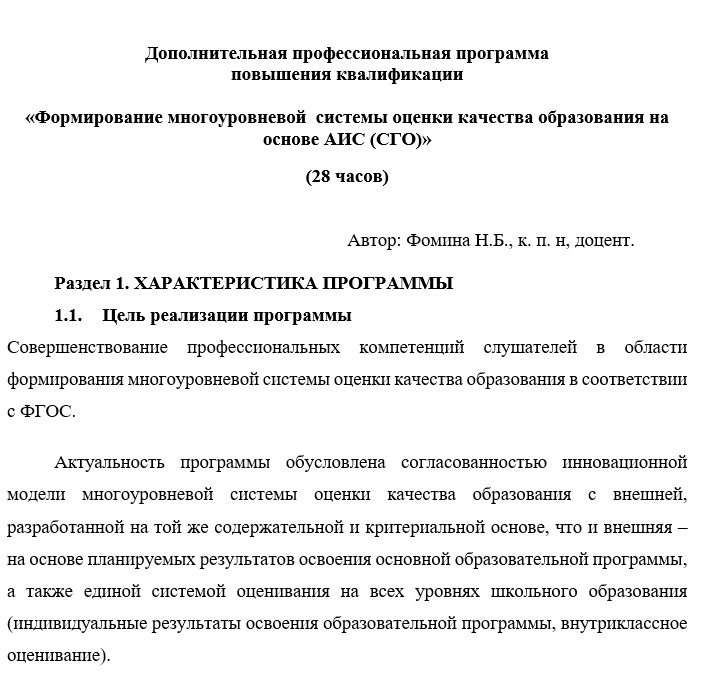 Дополнительная профессиональная программа
повышения квалификации
«Формирование многоуровневой системы оценки качества образования на
основе АИС (СГО)»
(28 часов)
Автор: Фомина Н.Б., к. п. н, доцент.
Раздел 1. ХАРАКТЕРИСТИКА ПРОГРАММЫ
1.1. Цель реализации программы
Совершенствование профессиональных компетенций слушателей в области
формирования многоуровневой системы оценки качества образования в соответствии
с ФГОС.
Актуальность программы обусловлена согласованностью инновационной
модели многоуровневой системы оценки качества образования с внешней,
разработанной на той же содержательной и критериальной основе, что и внешняя –
на основе планируемых результатов освоения основной образовательной программы,
а также единой системой оценивания на всех уровнях школьного образования
(индивидуальные результаты освоения образовательной программы, внутриклассное
оценивание).